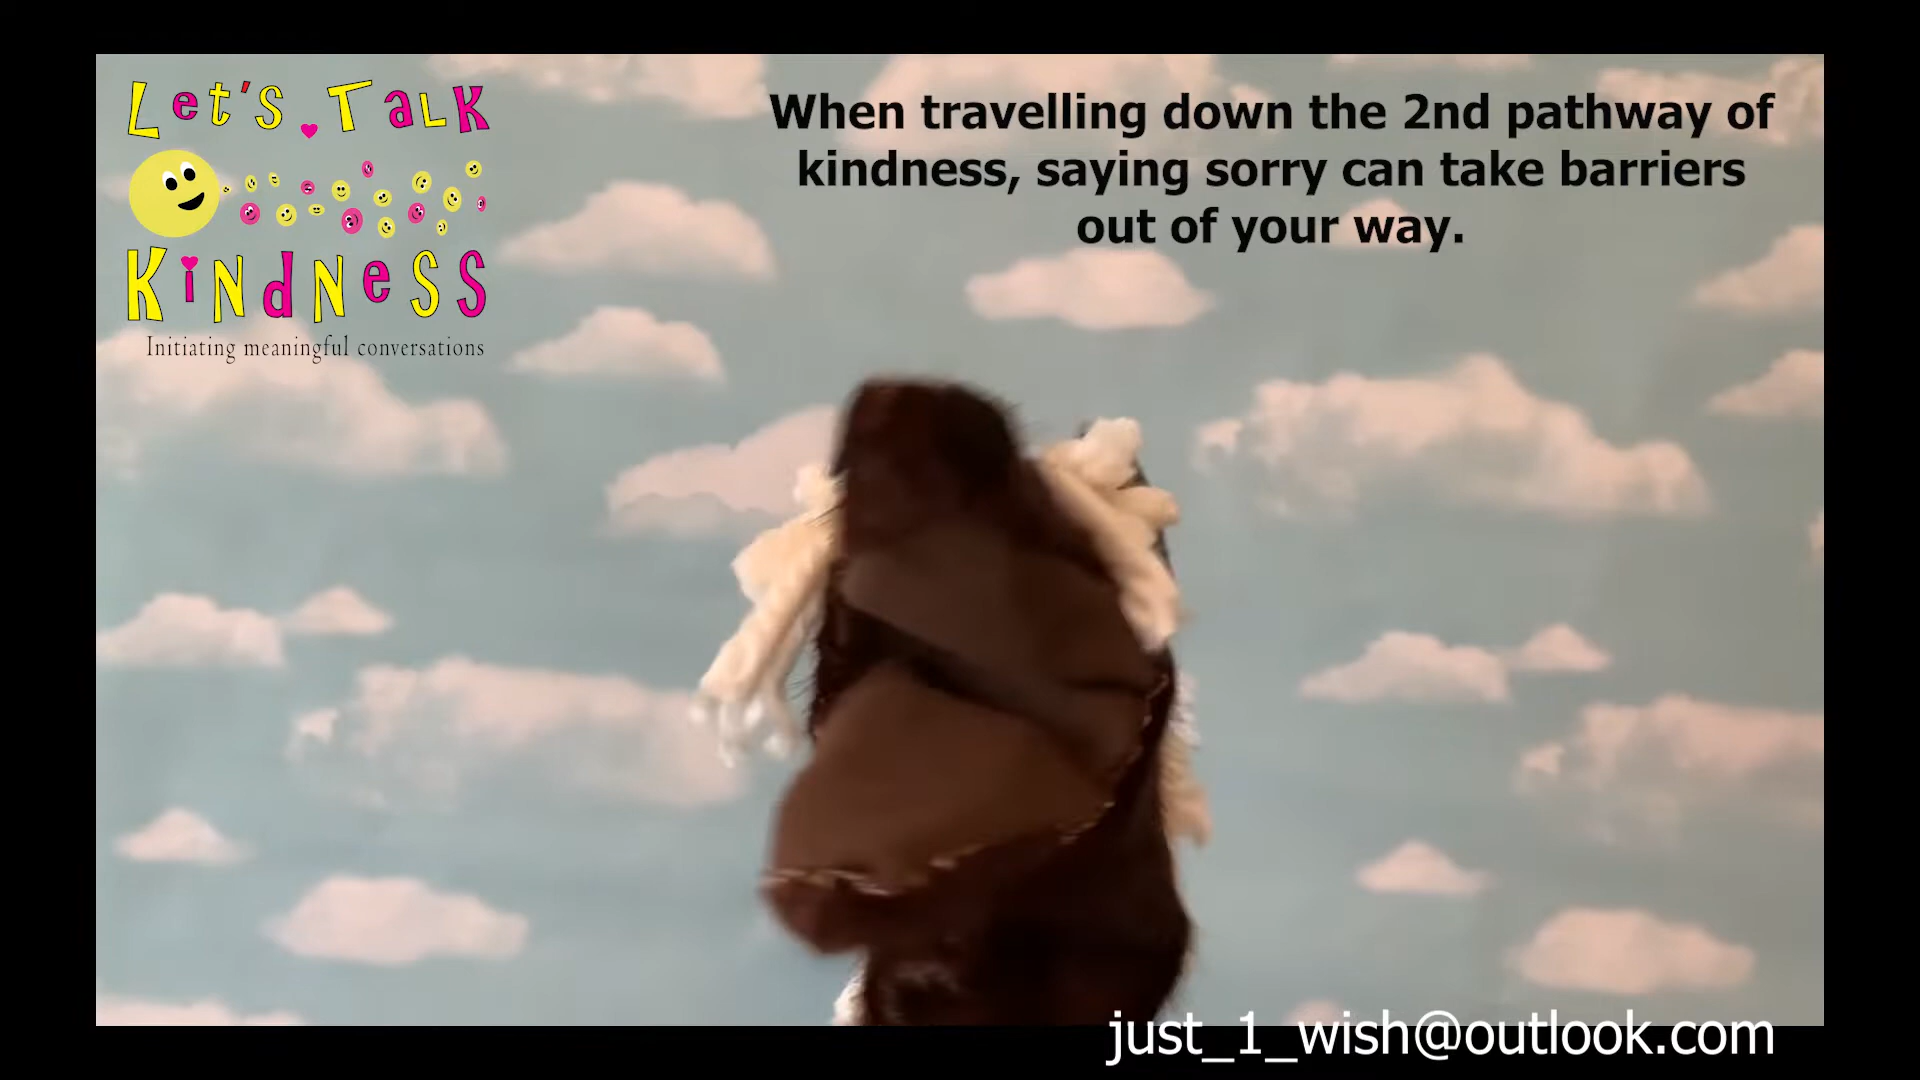 Let's Talk
Kindness
Initiating meaningful conversations
When travelling down the 2nd pathway of
kindness, saying sorry can take barriers
out of your way.
just_1_wish@outlook.com